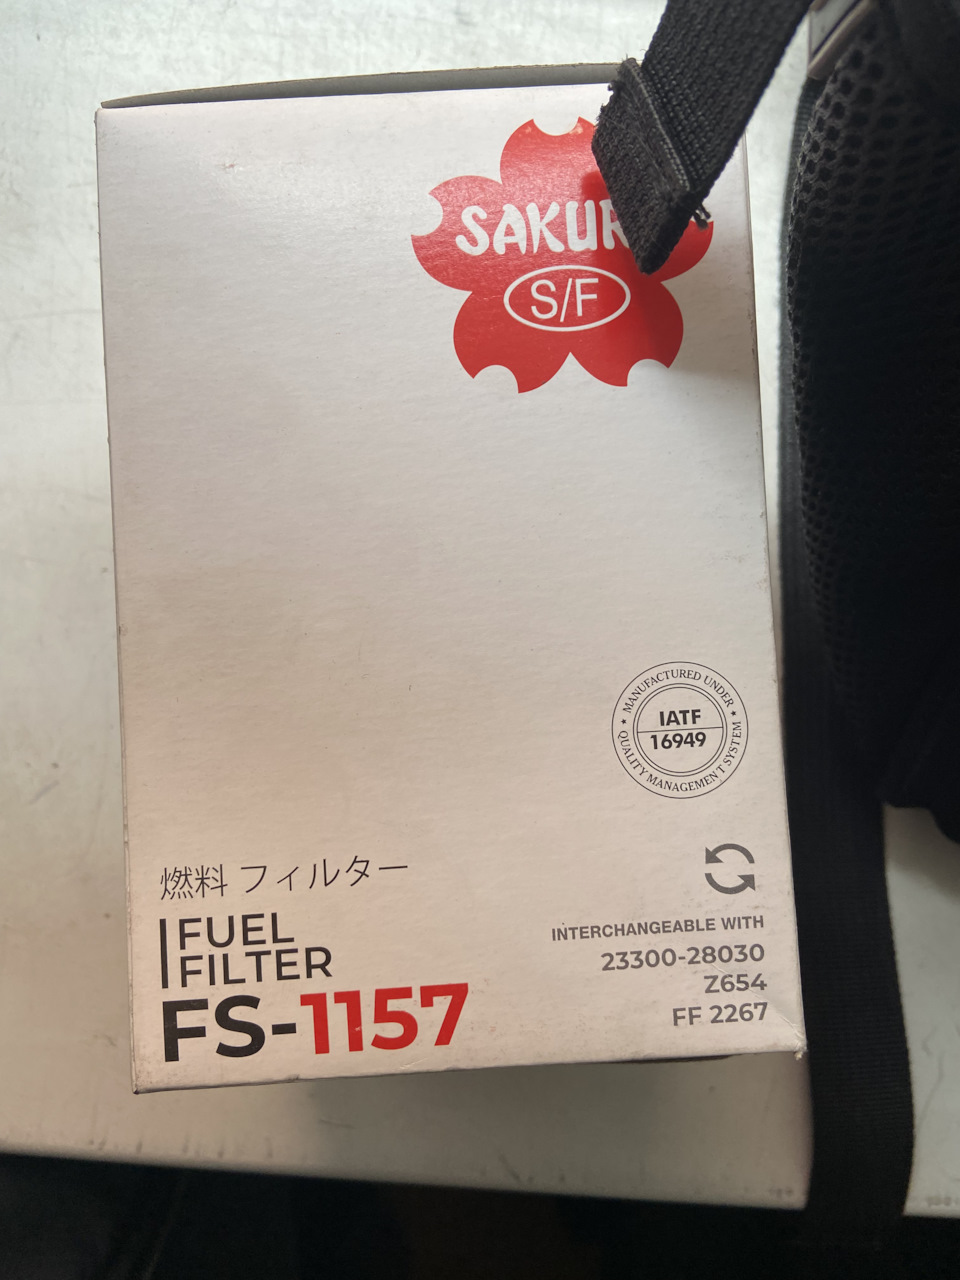 SAKUR
S/F
MANUFACTURED UNDER
IATF
16949
QUALITY MANAGEMENT SYSTEM
燃料 フィルター
FUEL
FILTER
FS-1157
INTERCHANGEABLE WITH
23300-28030
Z654
FF 2267